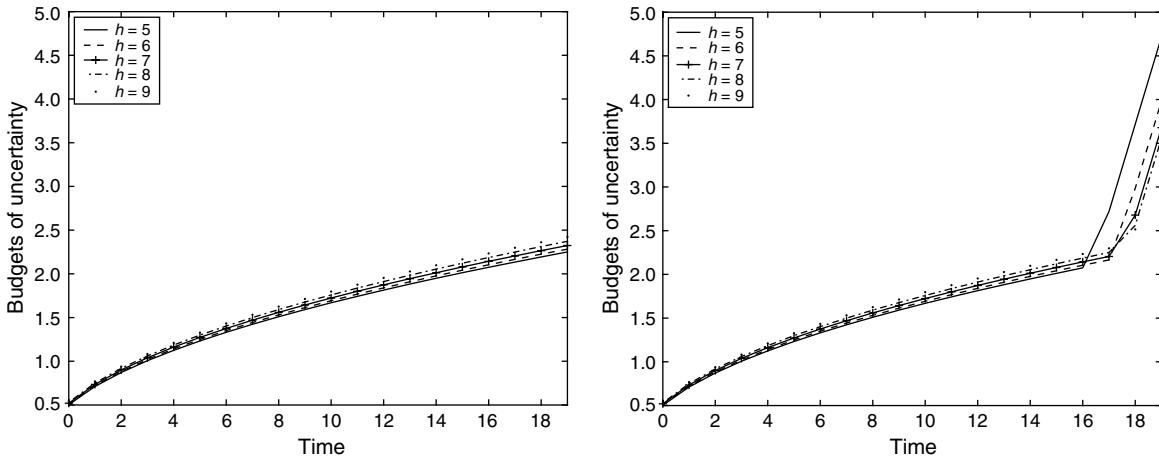 5.0
4.5
4.0
3.5
3.0
2.5
2.0
1.5
1.0
0.5
Budgets of uncertainty
h = 5
h = 6
h = 7
h = 8
h = 9
0 2 4 6 8 10 12 14 16 18
Time
5.0
4.5
4.0
3.5
3.0
2.5
2.0
1.5
1.0
0.5
Budgets of uncertainty
h = 5
h = 6
h = 7
h = 8
h = 9
0 2 4 6 8 10 12 14 16 18
Time